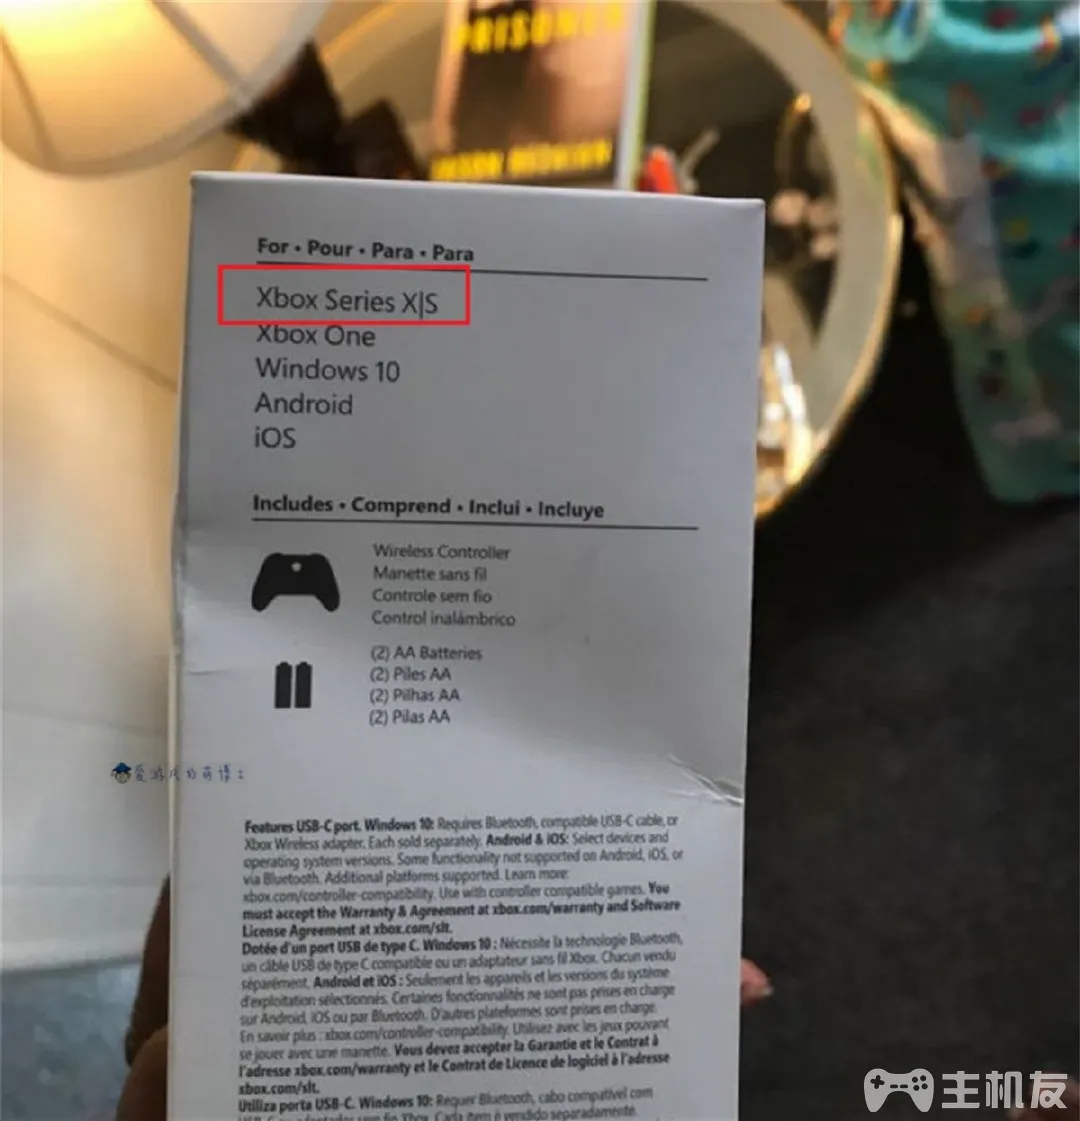 PRISONER
For • Pour • Para • Para
Xbox Series X|S
Xbox One
Windows 10
Android
iOS
Includes • Comprend • Inclui • Incluye
Wireless Controller
Manette sans fil
Controle sem fio
Control inalámbrico
(2) AA Batteries
(2) Piles AA
(2) Pilhas AA
(2) Pilas AA
Features USB-C port. Windows 10: Requires Bluetooth, compatible USB-C cable, or
Xbox Wireless adapter. Each sold separately. Android & iOS: Select devices and
operating system versions. Some functionality not supported on Android, iOS, or
via Bluetooth. Additional platforms supported. Learn more:
xbox.com/controller-compatibility. Use with controller compatible games. You
must accept the Warranty & Agreement at xbox.com/warranty and Software
License Agreement at xbox.com/slt.
Dotée d'un port USB de type C. Windows 10 : Nécessite la technologie Bluetooth,
un câble USB de type C compatible ou un adaptateur sans fil Xbox. Chacun vendu
séparément. Android et iOS : Seulement les appareils et les versions du système
d'exploitation sélectionnés. Certaines fonctionnalités ne sont pas prises en charge
sur Android, iOS ou par Bluetooth. D'autres plateformes sont prises en charge.
En savoir plus : xbox.com/controller-compatibility. Utilisez avec les jeux pouvant
se jouer avec une manette. Vous devez accepter la Garantie et le Contrat à
l'adresse xbox.com/warranty et le Contrat de Licence de logiciel à l'adresse
xbox.com/slt.
Utiliza porta USB-C. Windows 10: Requer Bluetooth, cabo compatível com
Xbox. Cada item é vendido separadamente.
主机友